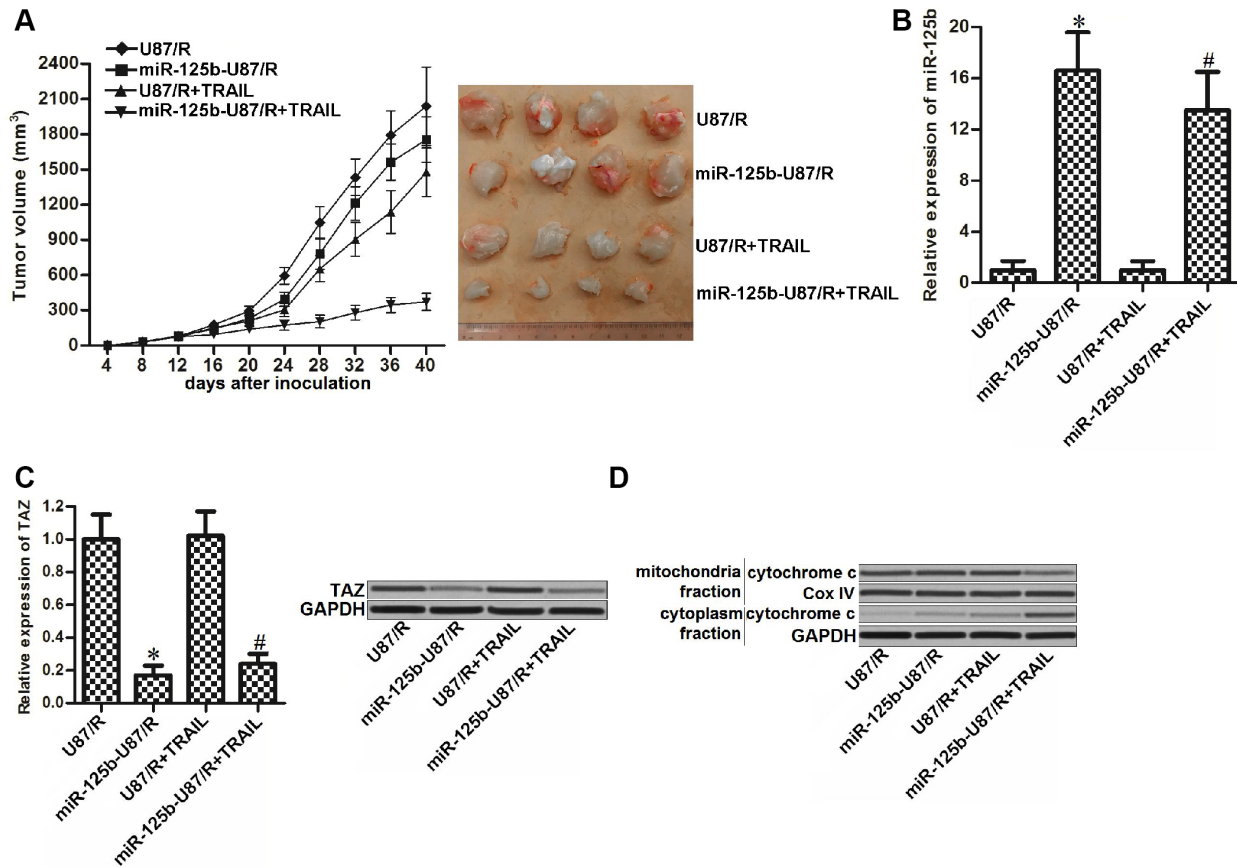 A
U87/R
miR-125b-U87/R
U87/R+TRAIL
miR-125b-U87/R+TRAIL
Tumor volume (mm³)
2400
2100
1800
1500
1200
900
600
300
0
4 8 12 16 20 24 28 32 36 40
days after inoculation
U87/R
miR-125b-U87/R
U87/R+TRAIL
miR-125b-U87/R+TRAIL
B
Relative expression of miR-125b
20
16
12
8
4
0
*
#
U87/R
miR-125b-U87/R
U87/R+TRAIL
miR-125b-U87/R+TRAIL
C
Relative expression of TAZ
1.2
1.0
0.8
0.6
0.4
0.2
0.0
*
#
U87/R
miR-125b-U87/R
U87/R+TRAIL
miR-125b-U87/R+TRAIL
TAZ
GAPDH
U87/R
miR-125b-U87/R
U87/R+TRAIL
miR-125b-U87/R+TRAIL
D
mitochondria cytochrome c
fraction Cox IV
cytoplasm cytochrome c
fraction GAPDH
U87/R
miR-125b-U87/R
U87/R+TRAIL
miR-125b-U87/R+TRAIL